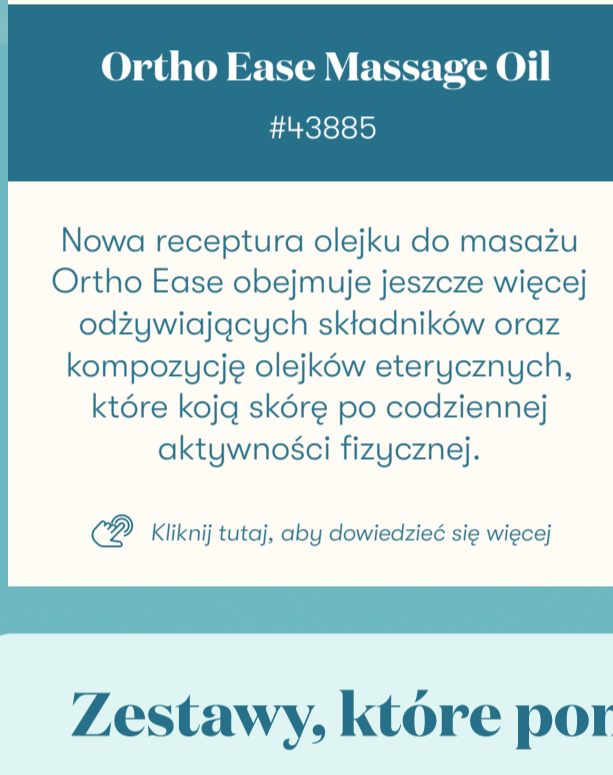 Ortho Ease Massage Oil
#43885
Nowa receptura olejku do masażu
Ortho Ease obejmuje jeszcze więcej
odżywiających składników oraz
kompozycję olejków eterycznych,
które koją skórę po codziennej
aktywności fizycznej.
Kliknij tutaj, aby dowiedzieć się więcej
Zestawy, które